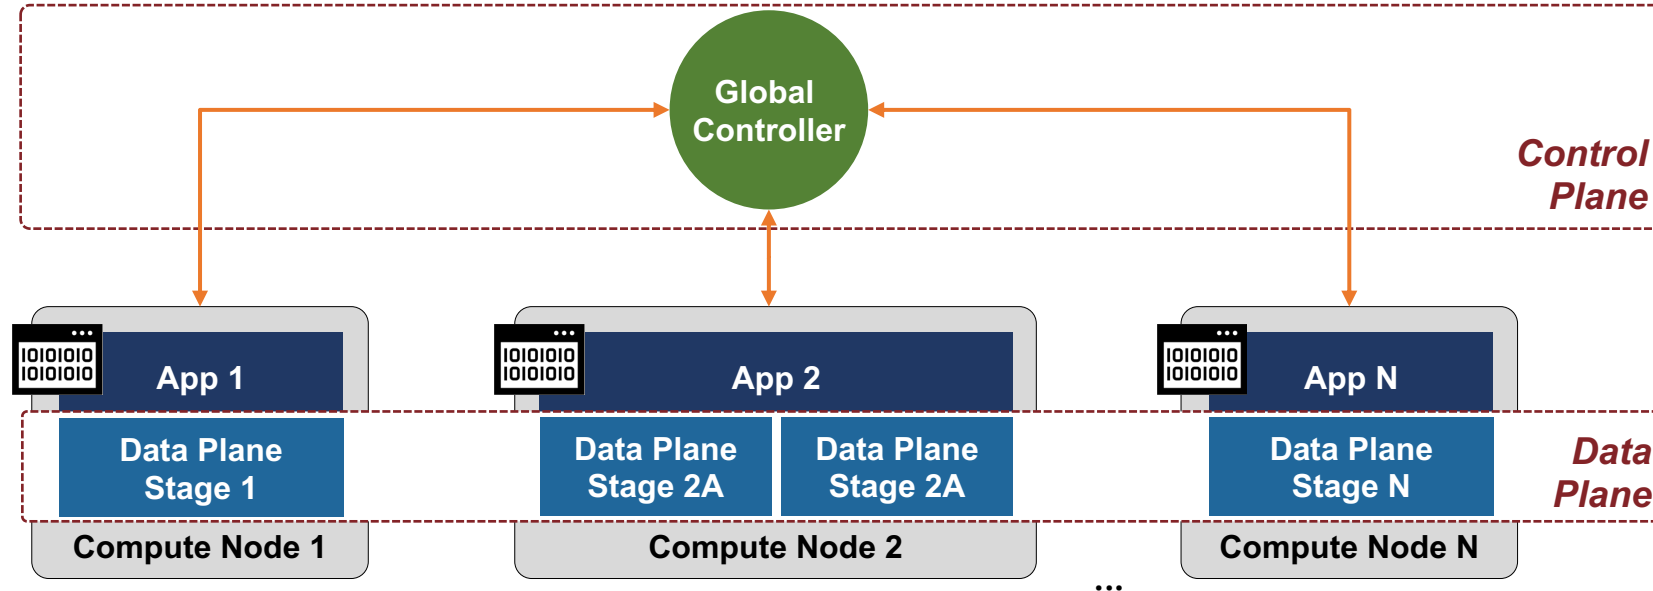 Global
Controller
Control
Plane
IOIOIOIO
IOIOIOIO
App 1
IOIOIOIO
IOIOIOIO
App 2
IOIOIOIO
IOIOIOIO
App N
Data Plane
Stage 1
Data Plane
Stage 2A
Data Plane
Stage 2A
Data Plane
Stage N
Data
Plane
Compute Node 1
Compute Node 2
...
Compute Node N